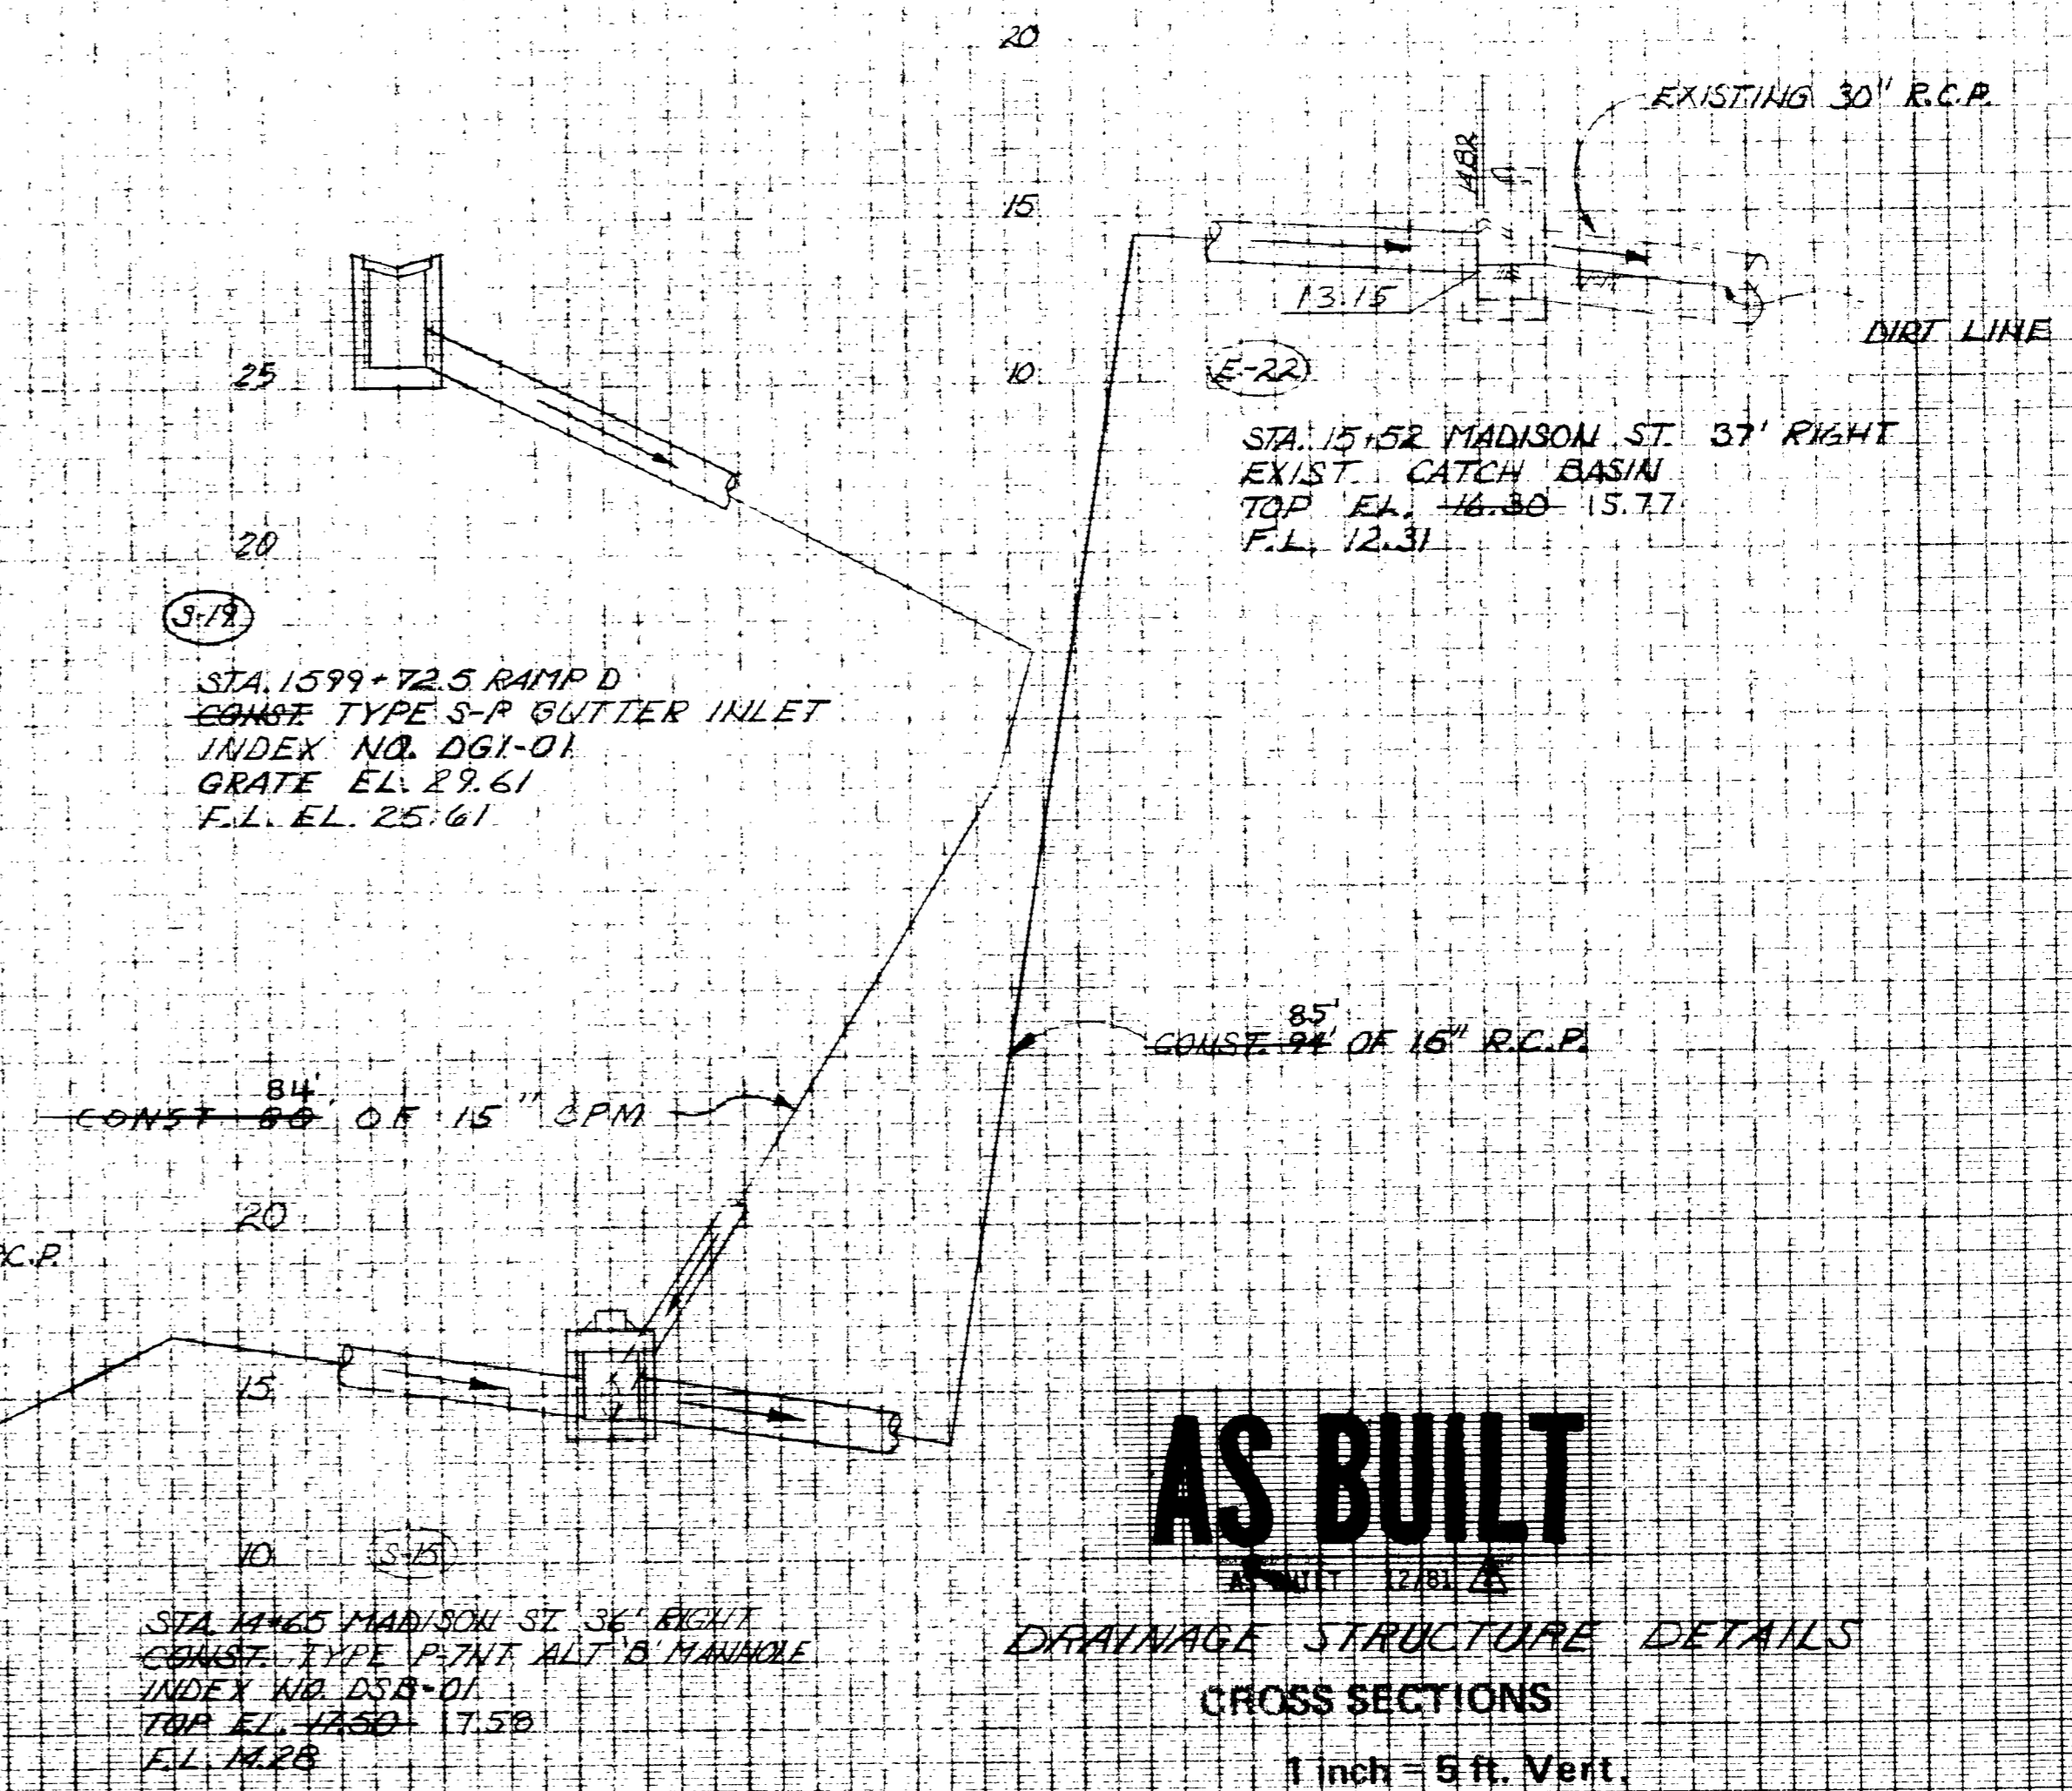 20
EXISTING 30" R.C.P.
15
13.15
DIRT LINE
25
10
E-22
STA. 15+52 MADISON ST. 37' RIGHT
EXIST. CATCH BASIN
TOP EL. 16.30 15.77
F.L. 12.31
20
S-19
STA. 1599+72.5 RAMP D
CONST. TYPE S-P GUTTER INLET
INDEX NO. DGI-01
GRATE EL. 29.61
F.L. EL. 25.61
85'
CONST. 94' OF 15" R.C.P.
84'
CONST 80' OF 15" CPM
20
C.P.
15
AS BUILT
10
S-15
AS BUILT 12/81
STA. 14+65 MADISON ST. 36' RIGHT
CONST. TYPE P-7NT ALT 'B' MANHOLE
INDEX NO. DSB-01
TOP EL. 17.50 17.58
F.L. 14.28
DRAINAGE STRUCTURE DETAILS
CROSS SECTIONS
1 inch = 5 ft. Vert.